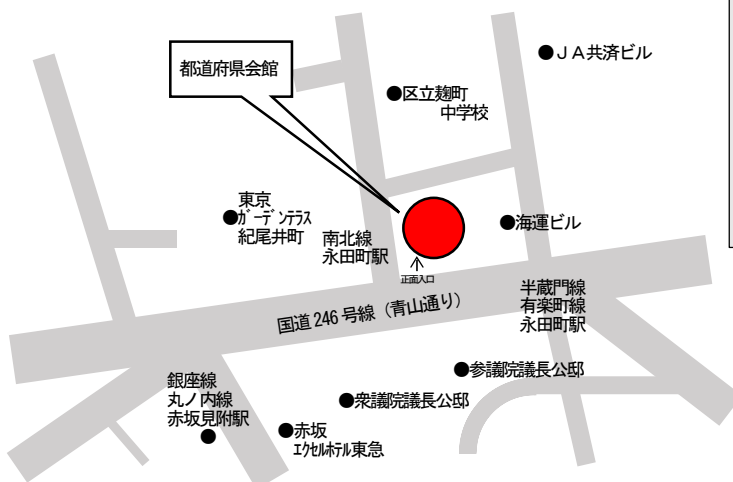 ●ＪＡ共済ビル
都道府県会館
●区立麹町
中学校
東京
●ｶﾞｰﾃﾞﾝﾃﾗｽ
紀尾井町
南北線
永田町駅
●海運ビル
正面入口
半蔵門線
有楽町線
永田町駅
国道246号線（青山通り）
●参議院議長公邸
銀座線
丸ノ内線
赤坂見附駅
●
●衆議院議長公邸
●赤坂
ｴｸｾﾙﾎﾃﾙ東急